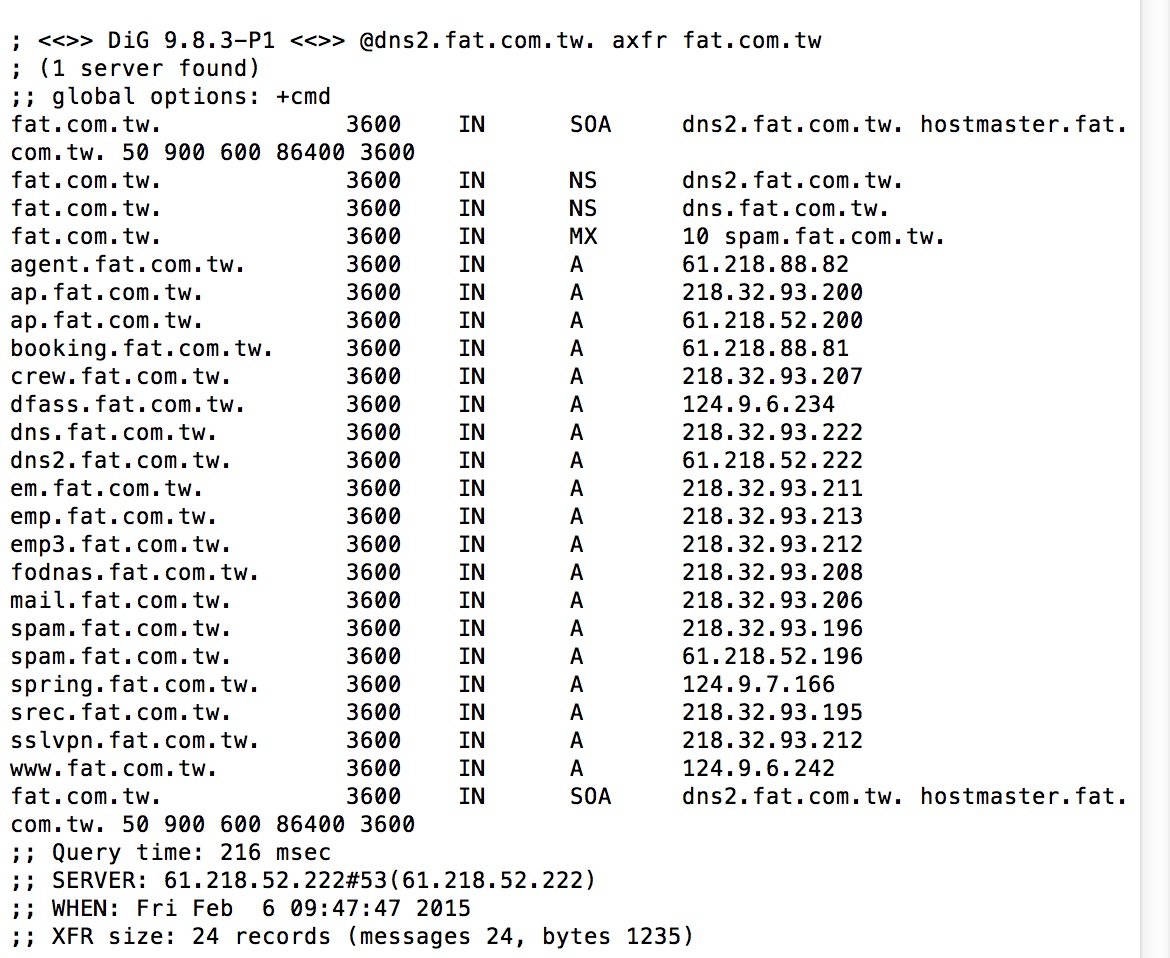 ; <<>> DiG 9.8.3-P1 <<>> @dns2.fat.com.tw. axfr fat.com.tw
; (1 server found)
;; global options: +cmd
fat.com.tw. 3600 IN SOA dns2.fat.com.tw. hostmaster.fat.
com.tw. 50 900 600 86400 3600
fat.com.tw. 3600 IN NS dns2.fat.com.tw.
fat.com.tw. 3600 IN NS dns.fat.com.tw.
fat.com.tw. 3600 IN MX 10 spam.fat.com.tw.
agent.fat.com.tw. 3600 IN A 61.218.88.82
ap.fat.com.tw. 3600 IN A 218.32.93.200
ap.fat.com.tw. 3600 IN A 61.218.52.200
booking.fat.com.tw. 3600 IN A 61.218.88.81
crew.fat.com.tw. 3600 IN A 218.32.93.207
dfass.fat.com.tw. 3600 IN A 124.9.6.234
dns.fat.com.tw. 3600 IN A 218.32.93.222
dns2.fat.com.tw. 3600 IN A 61.218.52.222
em.fat.com.tw. 3600 IN A 218.32.93.211
emp.fat.com.tw. 3600 IN A 218.32.93.213
emp3.fat.com.tw. 3600 IN A 218.32.93.212
fodnas.fat.com.tw. 3600 IN A 218.32.93.208
mail.fat.com.tw. 3600 IN A 218.32.93.206
spam.fat.com.tw. 3600 IN A 218.32.93.196
spam.fat.com.tw. 3600 IN A 61.218.52.196
spring.fat.com.tw. 3600 IN A 124.9.7.166
srec.fat.com.tw. 3600 IN A 218.32.93.195
sslvpn.fat.com.tw. 3600 IN A 218.32.93.212
www.fat.com.tw. 3600 IN A 124.9.6.242
fat.com.tw. 3600 IN SOA dns2.fat.com.tw. hostmaster.fat.
com.tw. 50 900 600 86400 3600
;; Query time: 216 msec
;; SERVER: 61.218.52.222#53(61.218.52.222)
;; WHEN: Fri Feb  6 09:47:47 2015
;; XFR size: 24 records (messages 24, bytes 1235)